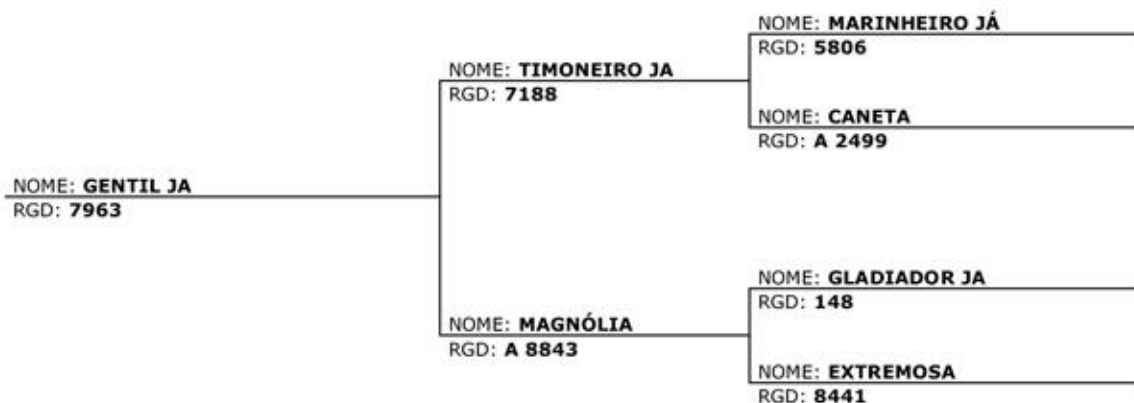 NOME: MARINHEIRO JÁ
RGD: 5806
NOME: TIMONEIRO JA
RGD: 7188
NOME: CANETA
RGD: A 2499
NOME: GENTIL JA
RGD: 7963
NOME: GLADIADOR JA
RGD: 148
NOME: MAGNÓLIA
RGD: A 8843
NOME: EXTREMOSA
RGD: 8441